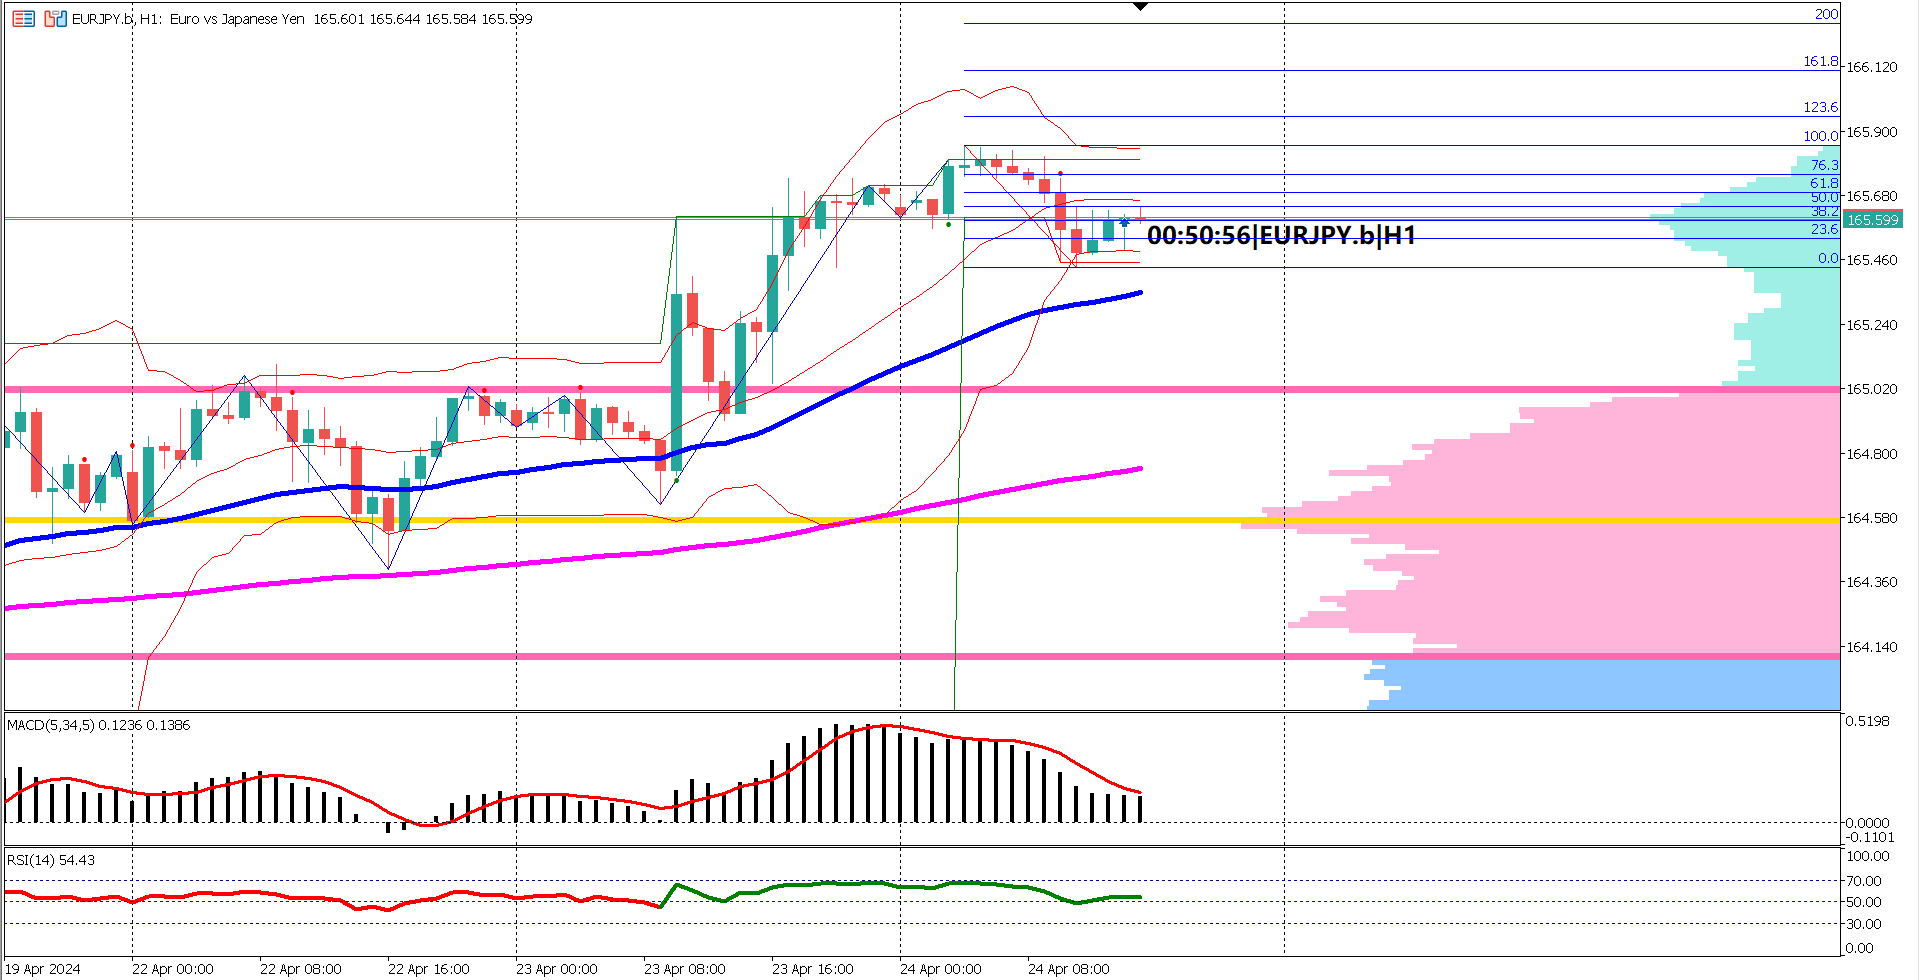 EURJPY.b, H1: Euro vs Japanese Yen 165.601 165.644 165.584 165.599
200
161.8
123.6
100.0
76.3
61.8
50.0
38.2
23.6
0.0
166.120
165.900
165.680
165.599
165.460
165.240
165.020
164.800
164.580
164.360
164.140
00:50:56|EURJPY.b|H1
MACD(5,34,5) 0.1236 0.1386
0.5198
0.0000
-0.1101
RSI(14) 54.43
100.00
70.00
50.00
30.00
0.00
19 Apr 2024
22 Apr 00:00
22 Apr 08:00
22 Apr 16:00
23 Apr 00:00
23 Apr 08:00
23 Apr 16:00
24 Apr 00:00
24 Apr 08:00